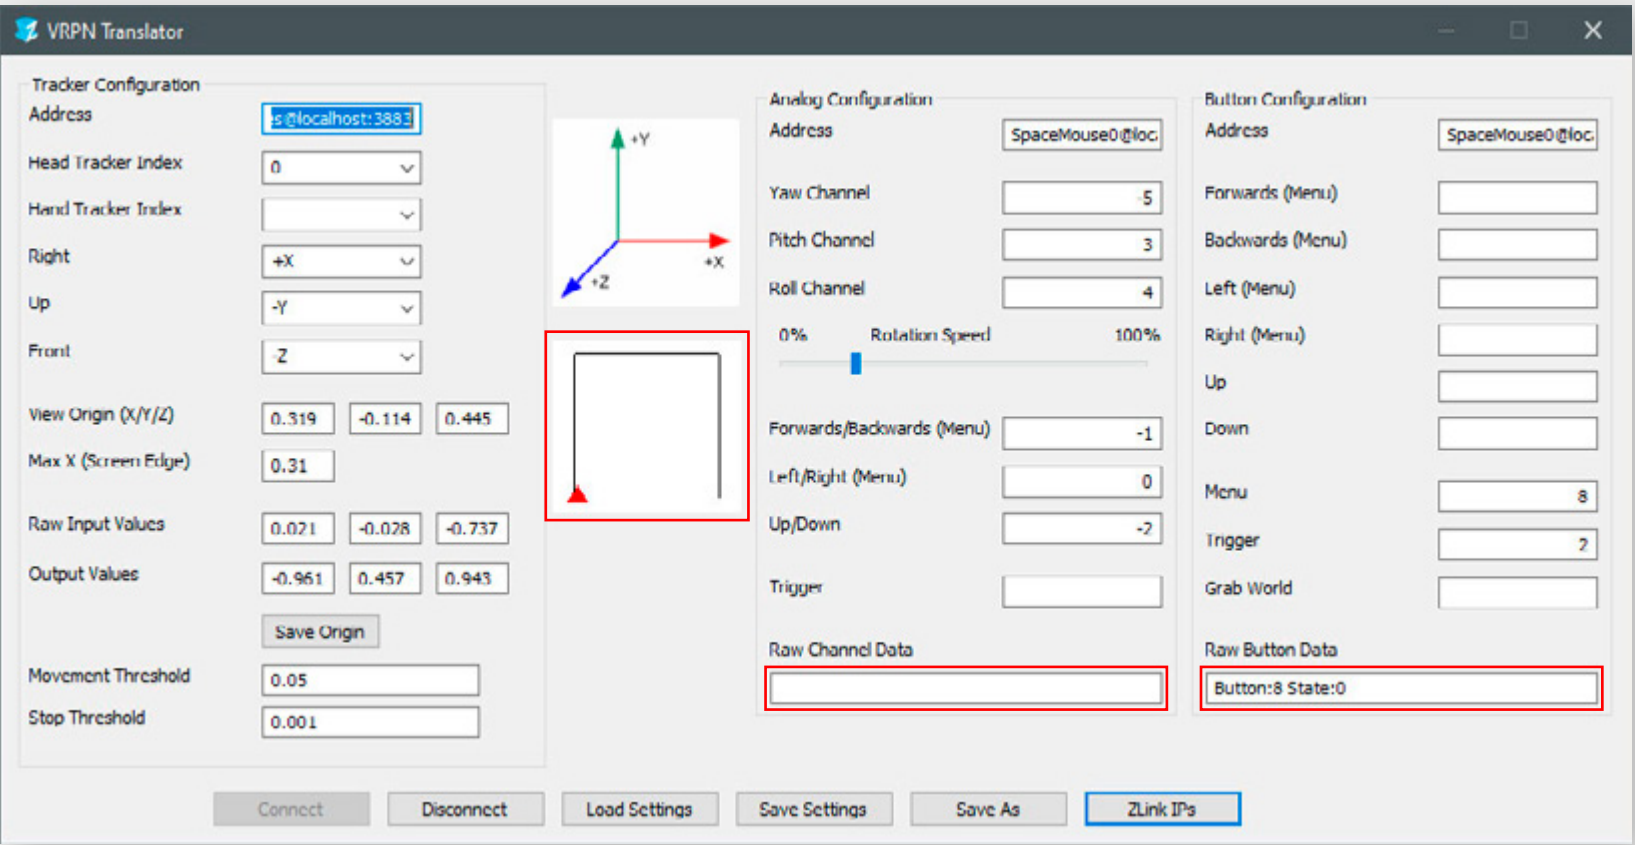 VRPN Translator
Tracker Configuration
Address s@localhost:3883
Head Tracker Index 0
Hand Tracker Index
Right +X
Up -Y
Front -Z
View Origin (X/Y/Z) 0.319 -0.114 0.445
Max X (Screen Edge) 0.31
Raw Input Values 0.021 -0.028 -0.737
Output Values -0.961 0.457 0.943
Save Origin
Movement Threshold 0.05
Stop Threshold 0.001
+Y
+X
+Z
Analog Configuration
Address SpaceMouse0@loc
Yaw Channel -5
Pitch Channel 3
Roll Channel 4
0% Rotation Speed 100%
Forwards/Backwards (Menu) -1
Left/Right (Menu) 0
Up/Down -2
Trigger
Raw Channel Data
Button Configuration
Address SpaceMouse0@loc
Forwards (Menu)
Backwards (Menu)
Left (Menu)
Right (Menu)
Up
Down
Menu 8
Trigger 2
Grab World
Raw Button Data
Button:8 State:0
Connect Disconnect Load Settings Save Settings Save As ZLink IPs